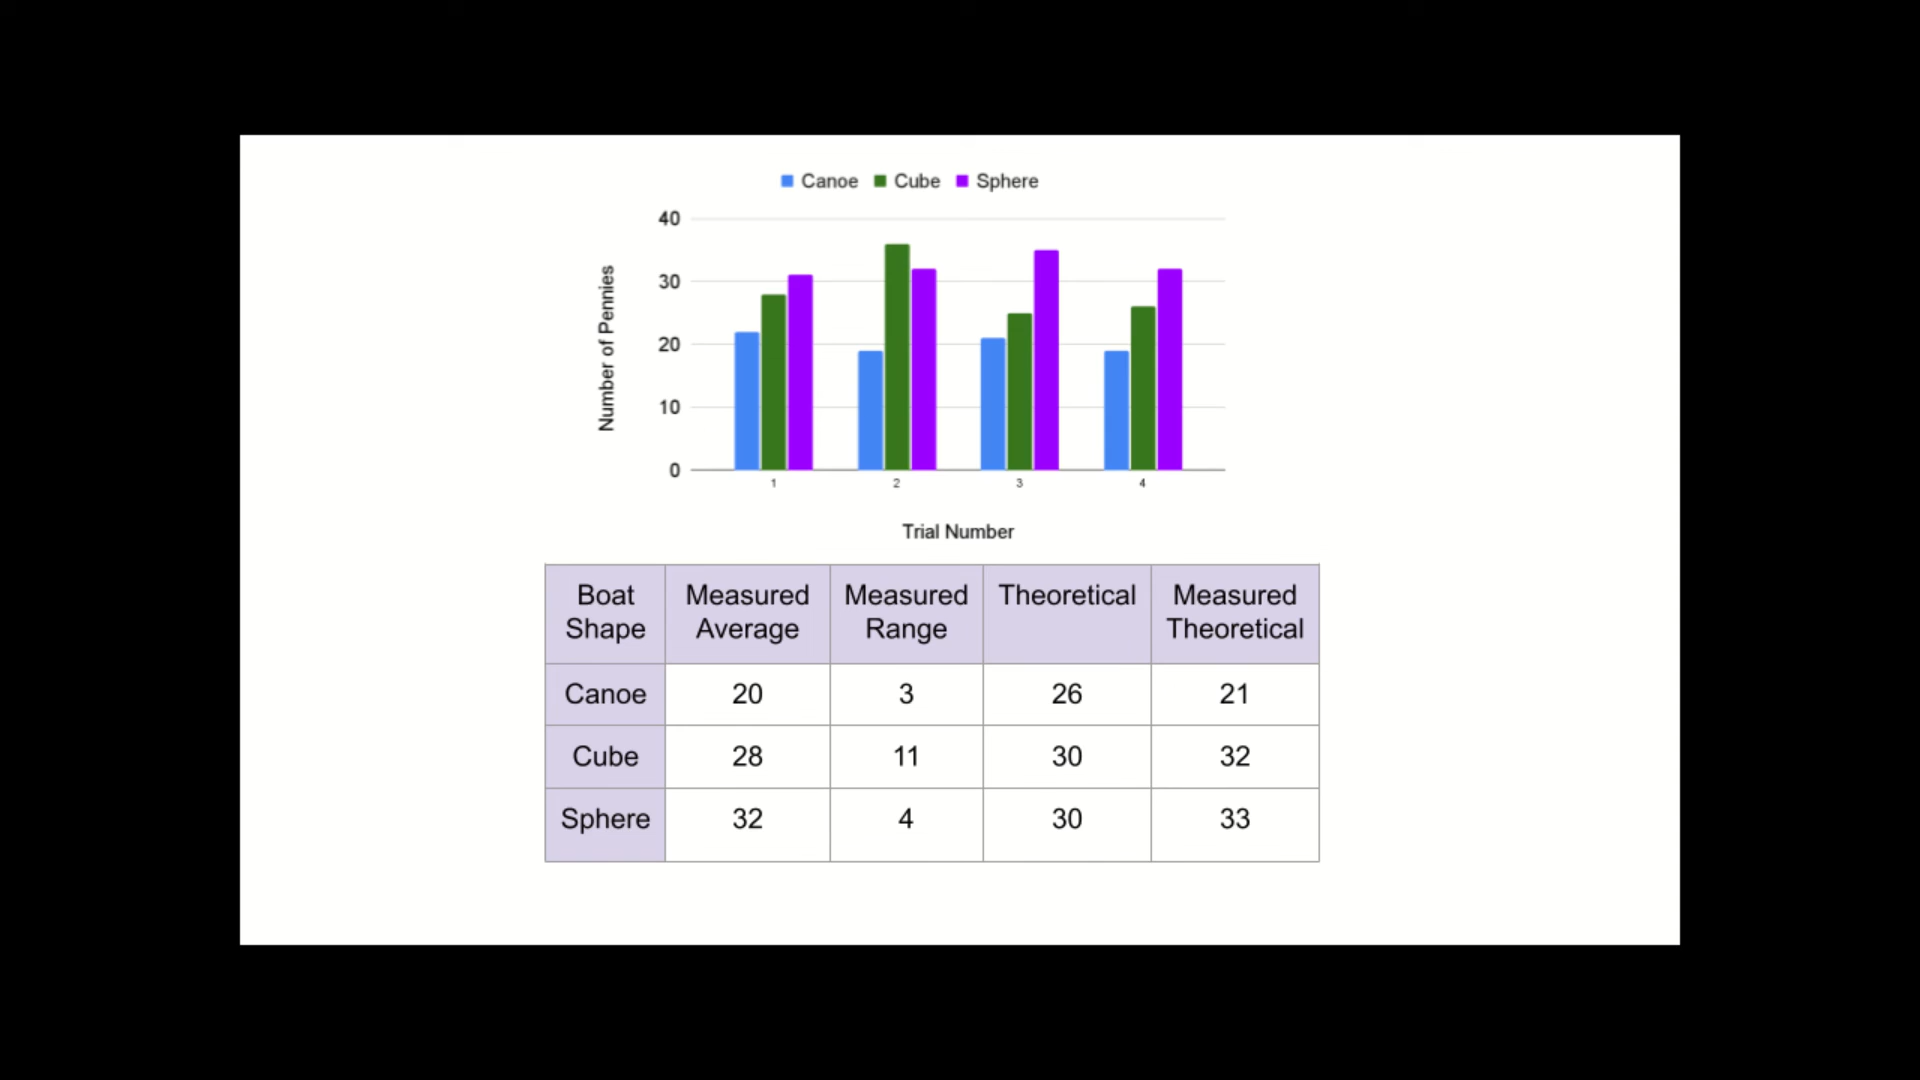 Canoe Cube Sphere
40
30
20
10
0
Number of Pennies
1 2 3 4
Trial Number
Boat Shape
Measured Average
Measured Range
Theoretical
Measured Theoretical
Canoe 20 3 26 21
Cube 28 11 30 32
Sphere 32 4 30 33